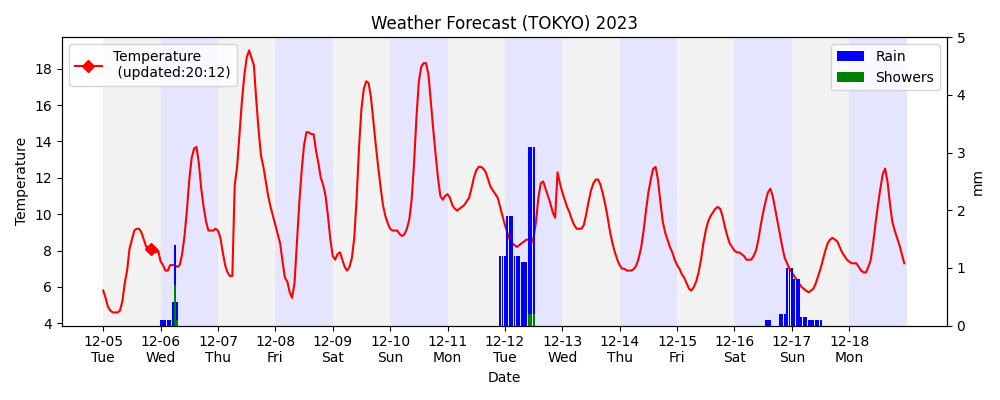 Weather Forecast (TOKYO) 2023
Temperature
(updated:20:12)
Rain
Showers
Temperature
18
16
14
12
10
8
6
4
5
4
3
2
1
0
mm
12-05 12-06 12-07 12-08 12-09 12-10 12-11 12-12 12-13 12-14 12-15 12-16 12-17 12-18
Tue Wed Thu Fri Sat Sun Mon Tue Wed Thu Fri Sat Sun Mon
Date